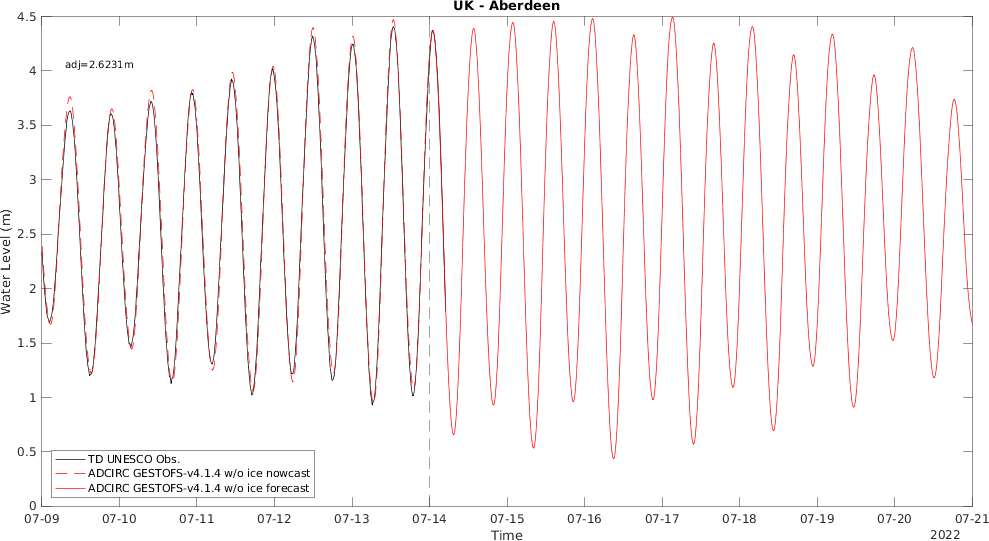 UK - Aberdeen
4.5
4
3.5
3
2.5
2
1.5
1
0.5
0
Water Level (m)
adj=2.6231m
TD UNESCO Obs.
ADCIRC GESTOFS-v4.1.4 w/o ice nowcast
ADCIRC GESTOFS-v4.1.4 w/o ice forecast
07-09 07-10 07-11 07-12 07-13 07-14 07-15 07-16 07-17 07-18 07-19 07-20 07-21
Time
2022